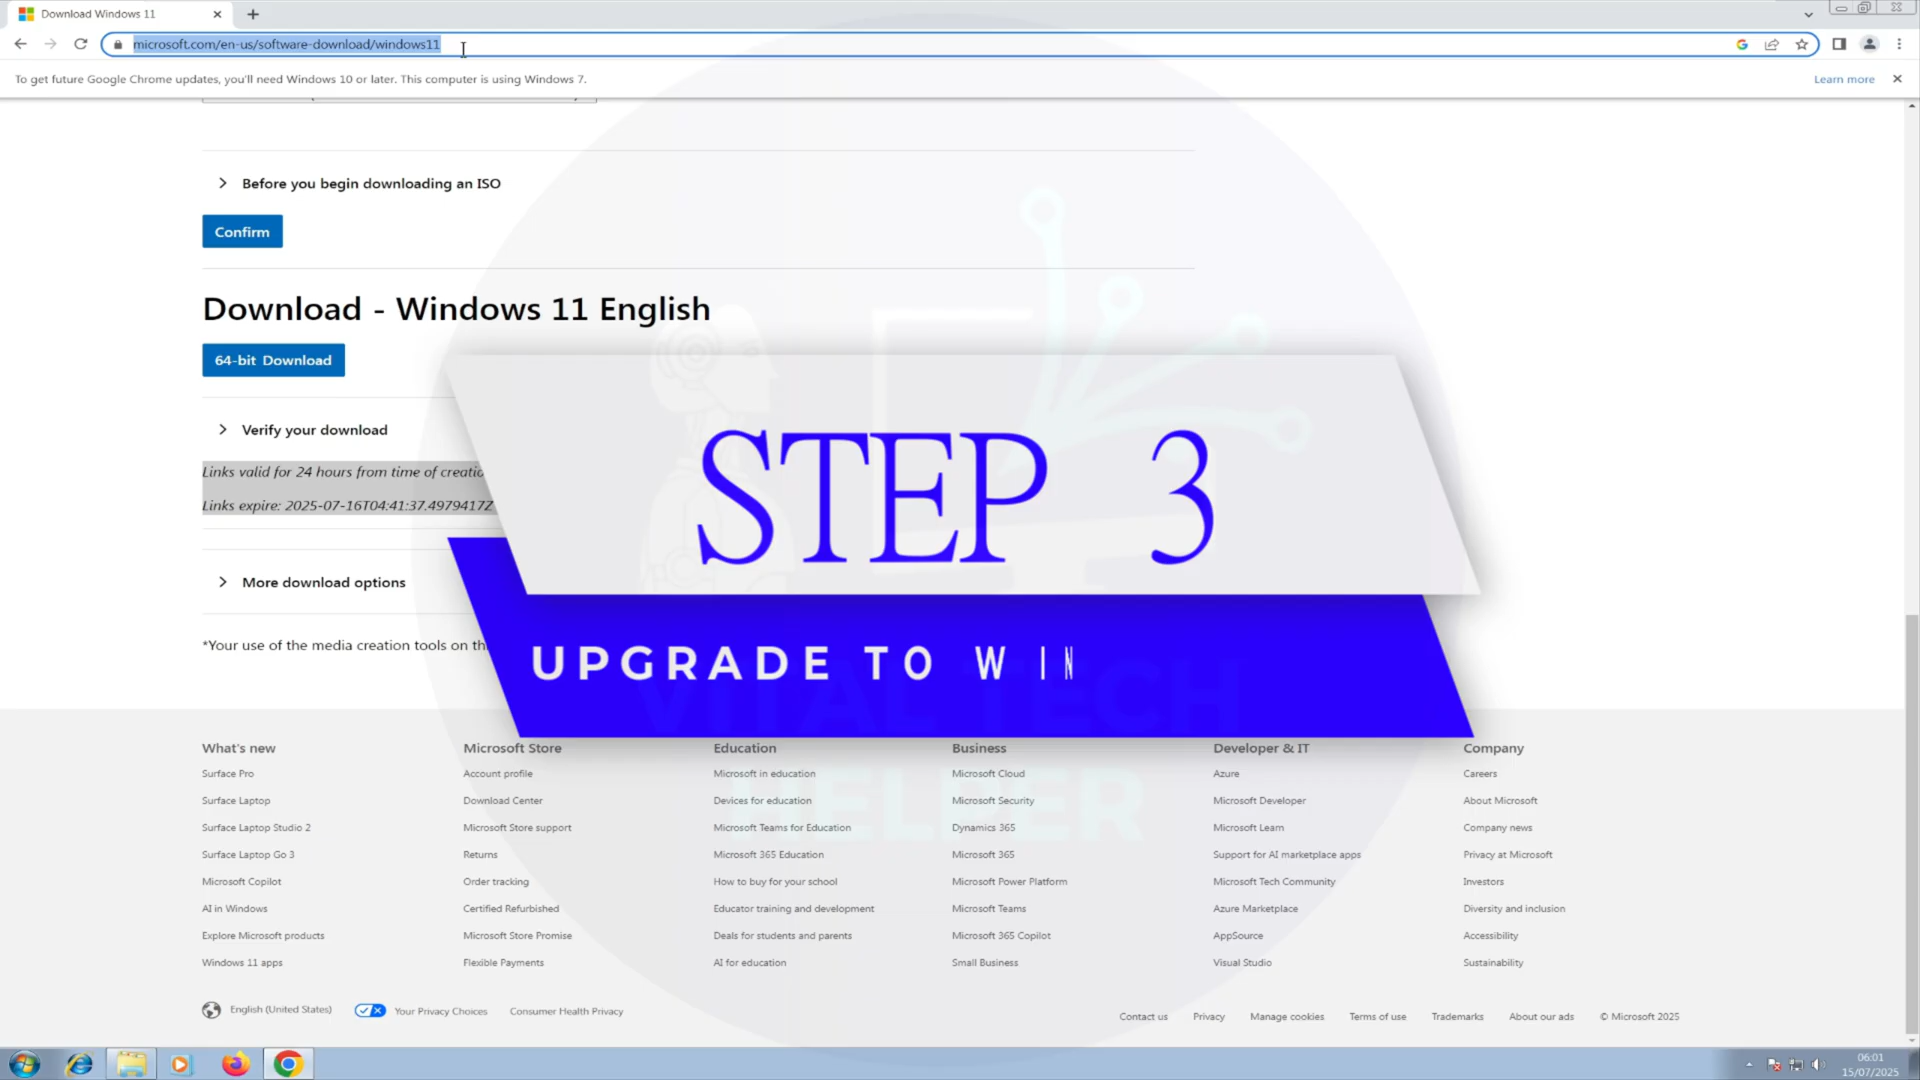 Download Windows 11
microsoft.com/en-us/software-download/windows11
To get future Google Chrome updates, you'll need Windows 10 or later. This computer is using Windows 7.
Learn more
Before you begin downloading an ISO
Confirm
Download - Windows 11 English
64-bit Download
Verify your download
Links valid for 24 hours from time of creatio
Links expire: 2025-07-16T04:41:37.4979417Z
More download options
*Your use of the media creation tools on th
STEP 3
UPGRADE TO WIN
VITAL TECH
HELPER
What's new
Surface Pro
Surface Laptop
Surface Laptop Studio 2
Surface Laptop Go 3
Microsoft Copilot
AI in Windows
Explore Microsoft products
Windows 11 apps
Microsoft Store
Account profile
Download Center
Microsoft Store support
Returns
Order tracking
Certified Refurbished
Microsoft Store Promise
Flexible Payments
Education
Microsoft in education
Devices for education
Microsoft Teams for Education
Microsoft 365 Education
How to buy for your school
Educator training and development
Deals for students and parents
AI for education
Business
Microsoft Cloud
Microsoft Security
Dynamics 365
Microsoft 365
Microsoft Power Platform
Microsoft Teams
Microsoft 365 Copilot
Small Business
Developer & IT
Azure
Microsoft Developer
Microsoft Learn
Support for AI marketplace apps
Microsoft Tech Community
Azure Marketplace
AppSource
Visual Studio
Company
Careers
About Microsoft
Company news
Privacy at Microsoft
Investors
Diversity and inclusion
Accessibility
Sustainability
English (United States)
Your Privacy Choices
Consumer Health Privacy
Contact us
Privacy
Manage cookies
Terms of use
Trademarks
About our ads
© Microsoft 2025
06:01
15/07/2025